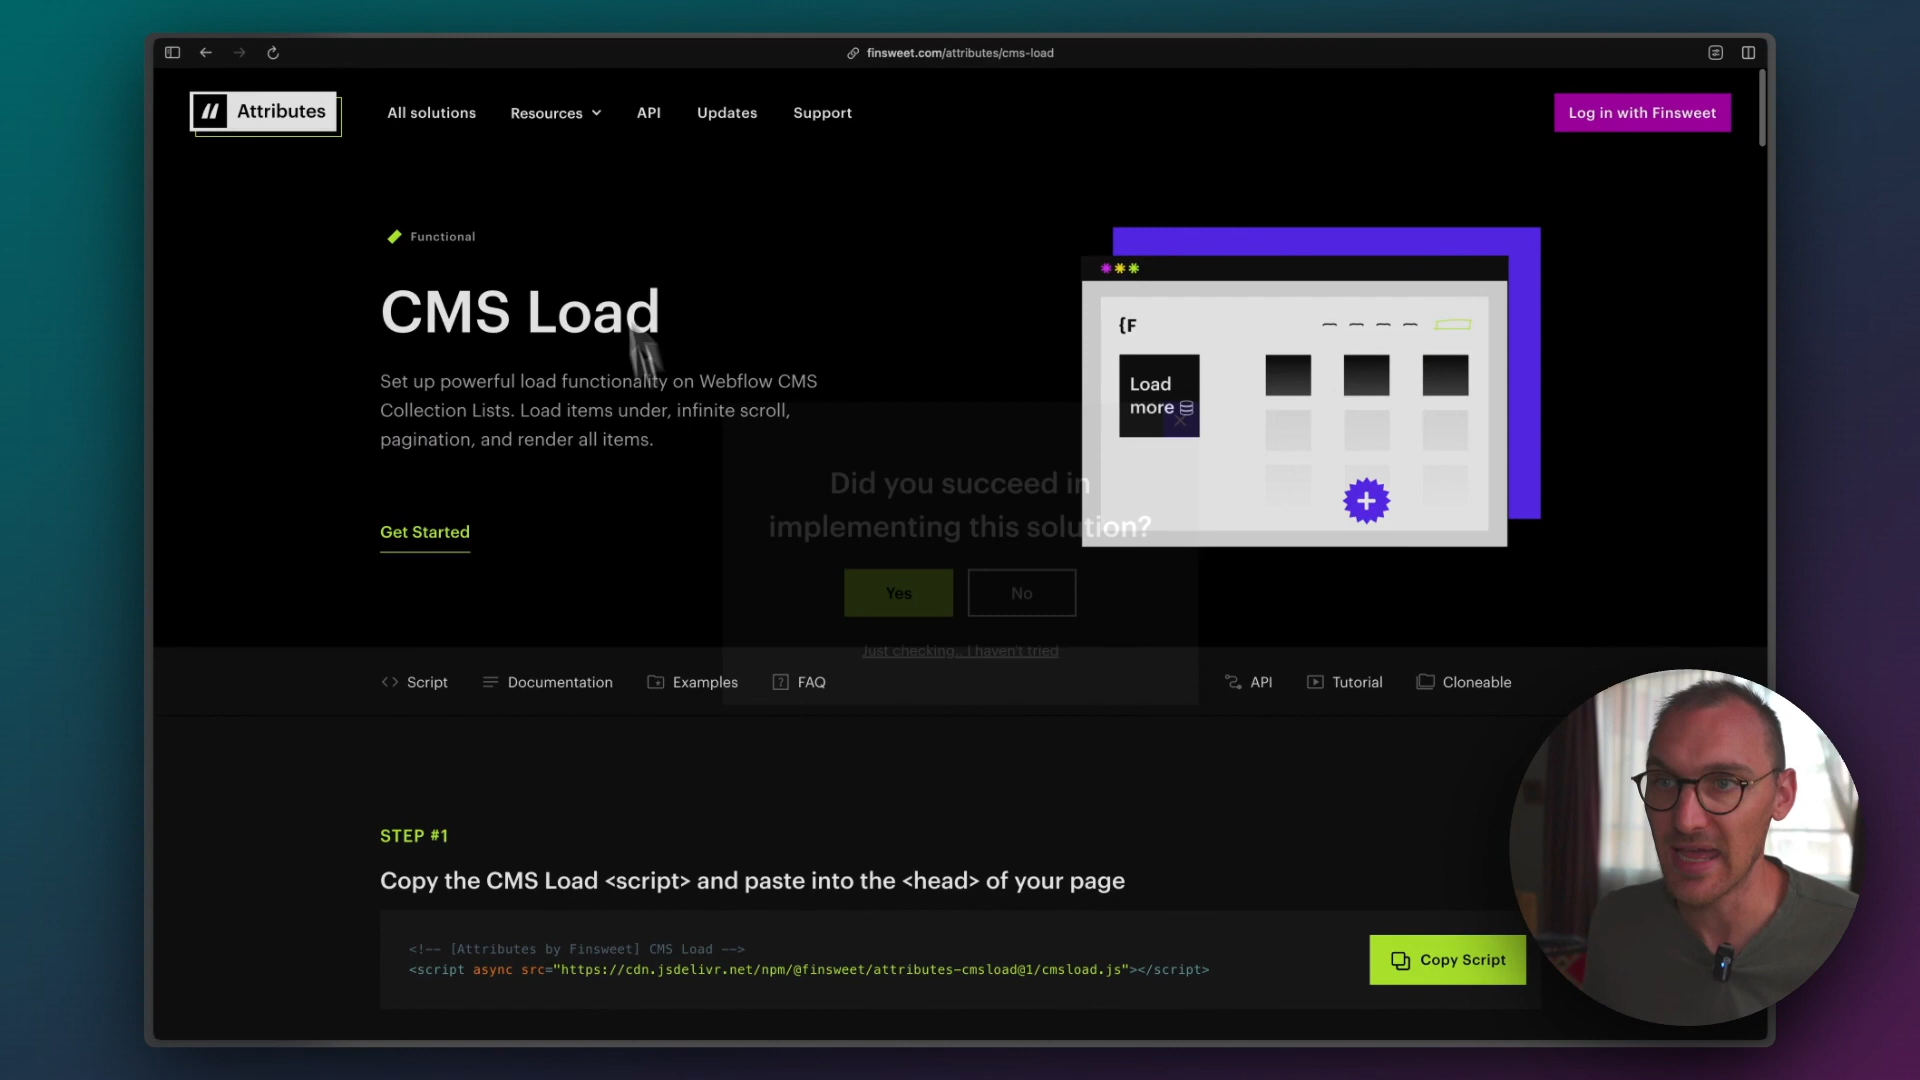 finsweet.com/attributes/cms-load
Attributes
All solutions
Resources
API
Updates
Support
Log in with Finsweet
Functional
CMS Load
Set up powerful load functionality on Webflow CMS
Collection Lists. Load items under, infinite scroll,
pagination, and render all items.
Get Started
{F
Load
more
Did you succeed in
implementing this solution?
Yes
No
Just checking.. I haven't tried
Script
Documentation
Examples
FAQ
API
Tutorial
Cloneable
STEP #1
Copy the CMS Load <script> and paste into the <head> of your page
<!-- [Attributes by Finsweet] CMS Load -->
<script async src="https://cdn.jsdelivr.net/npm/@finsweet/attributes-cmsload@1/cmsload.js"></script>
Copy Script